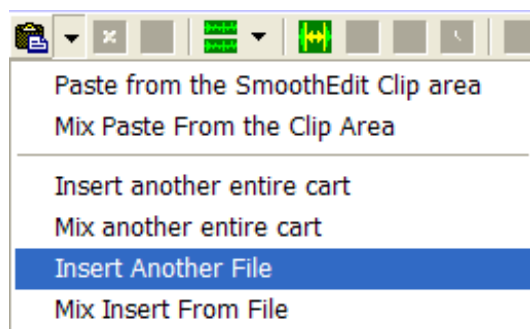 Paste from the SmoothEdit Clip area
Mix Paste From the Clip Area
Insert another entire cart
Mix another entire cart
Insert Another File
Mix Insert From File